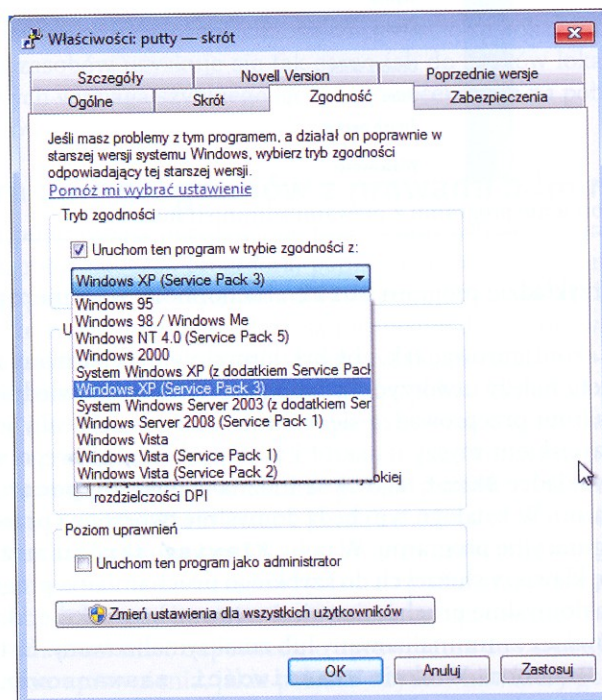 Właściwości: putty — skrót
Szczegóły Novell Version Poprzednie wersje
Ogólne Skrót Zgodność Zabezpieczenia
Jeśli masz problemy z tym programem, a działał on poprawnie w
starszej wersji systemu Windows, wybierz tryb zgodności
odpowiadający tej starszej wersji.
Pomóż mi wybrać ustawienie
Tryb zgodności
Uruchom ten program w trybie zgodności z:
Windows XP (Service Pack 3)
Windows 95
Windows 98 / Windows Me
U
Windows NT 4.0 (Service Pack 5)
Windows 2000
System Windows XP (z dodatkiem Service Pack
Windows XP (Service Pack 3)
System Windows Server 2003 (z dodatkiem Ser
Windows Server 2008 (Service Pack 1)
Windows Vista
Windows Vista (Service Pack 1)
Windows Vista (Service Pack 2)
rozdzielczości DPI
Poziom uprawnień
Uruchom ten program jako administrator
Zmień ustawienia dla wszystkich użytkowników
OK Anuluj Zastosuj